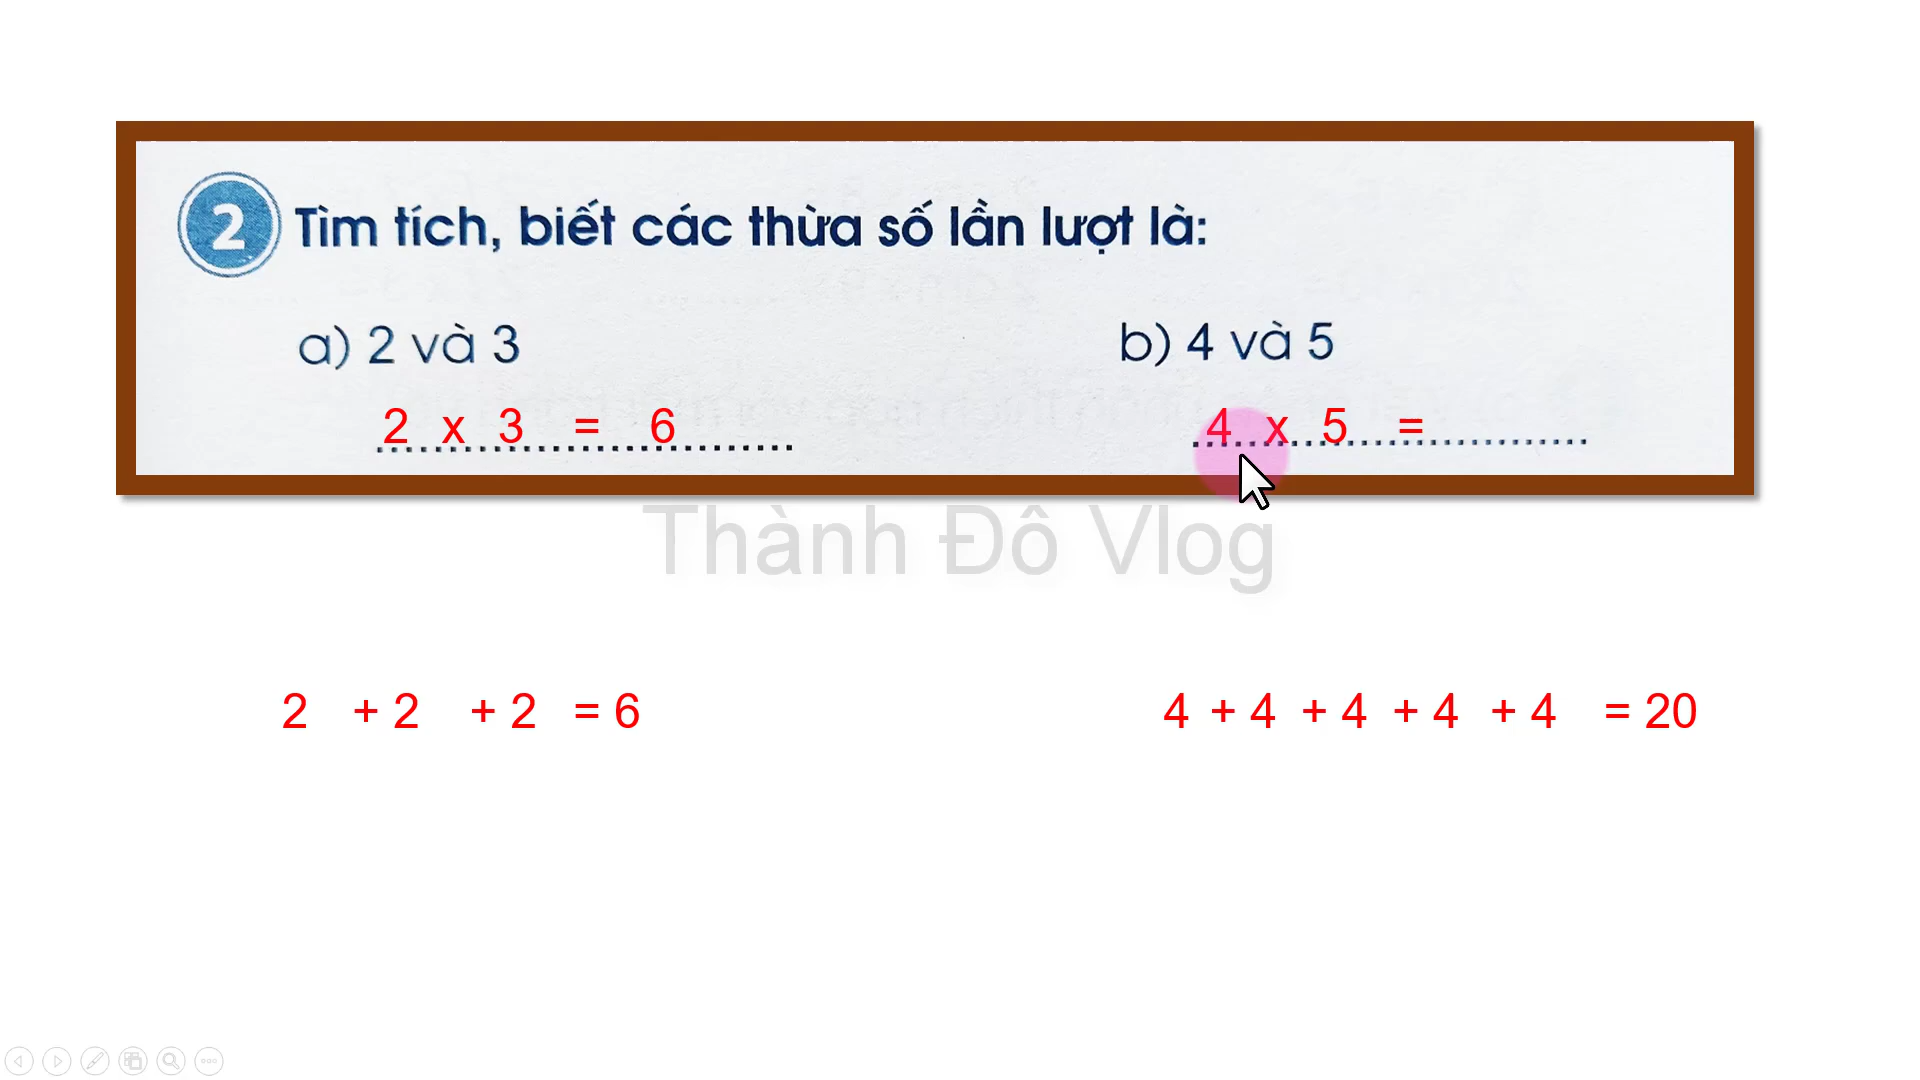 2 Tìm tích, biết các thừa số lần lượt là:
a) 2 và 3
b) 4 và 5
2 x 3 = 6
4 x 5 =
Thành Đô Vlog
2 + 2 + 2 = 6
4 + 4 + 4 + 4 + 4 = 20